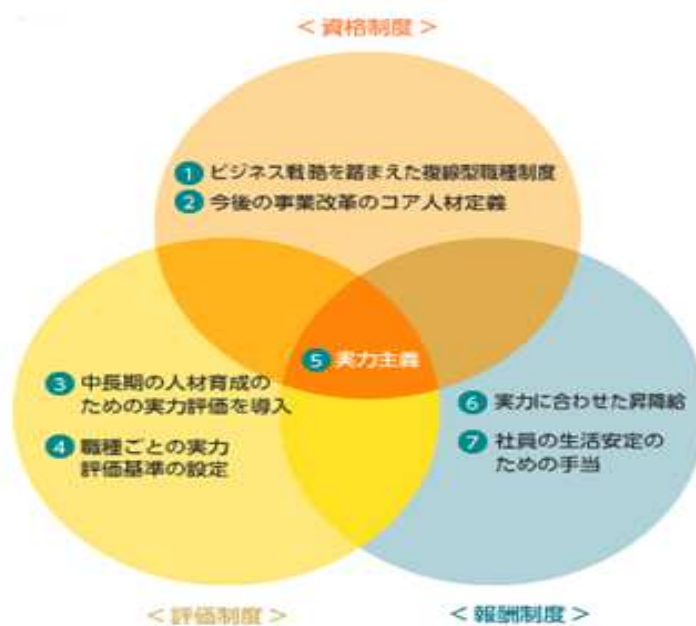 ＜資格制度＞
1 ビジネス戦略を踏まえた複線型職種制度
2 今後の事業改革のコア人材定義
5 実力主義
3 中長期の人材育成の
ための実力評価を導入
4 職種ごとの実力
評価基準の設定
6 実力に合わせた昇降給
7 社員の生活安定の
ための手当
＜評価制度＞
＜報酬制度＞